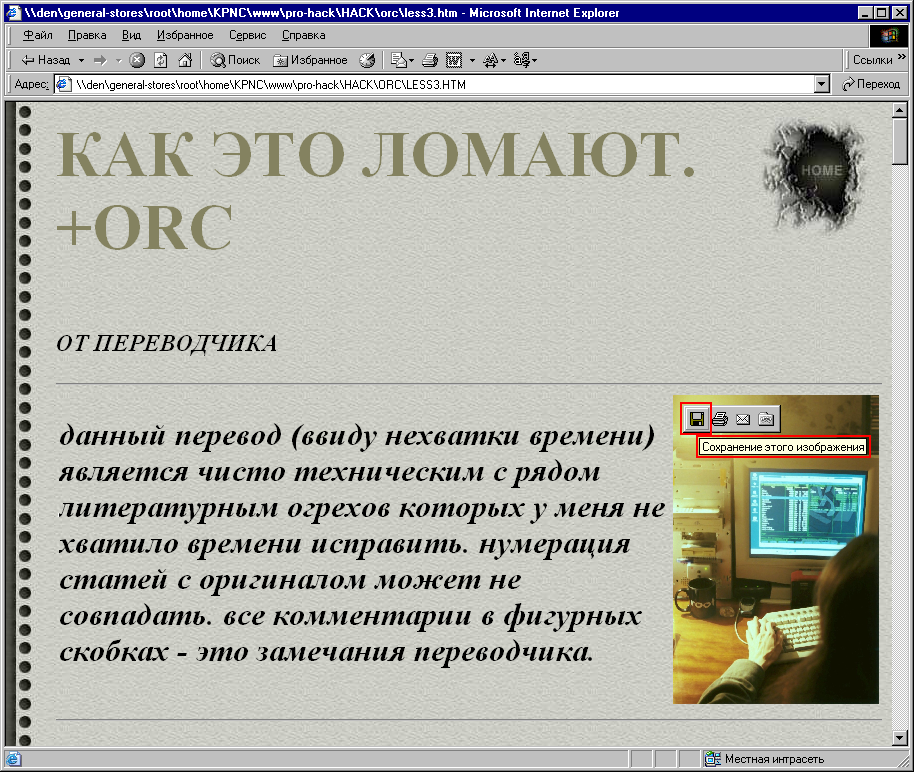 \\den\general-stores\root\home\KPNC\www\pro-hack\HACK\orc\less3.htm - Microsoft Internet Explorer
Файл Правка Вид Избранное Сервис Справка
Назад Поиск Избранное Ссылки »
Адрес: \\den\general-stores\root\home\KPNC\www\pro-hack\HACK\ORC\LESS3.HTM Переход
КАК ЭТО ЛОМАЮТ.
+ORC
HOME
ОТ ПЕРЕВОДЧИКА
данный перевод (ввиду нехватки времени)
является чисто техническим с рядом
литературным огрехов которых у меня не
хватило времени исправить. нумерация
статей с оригиналом может не
совпадать. все комментарии в фигурных
скобках - это замечания переводчика.
Сохранение этого изображения
Местная интрасеть